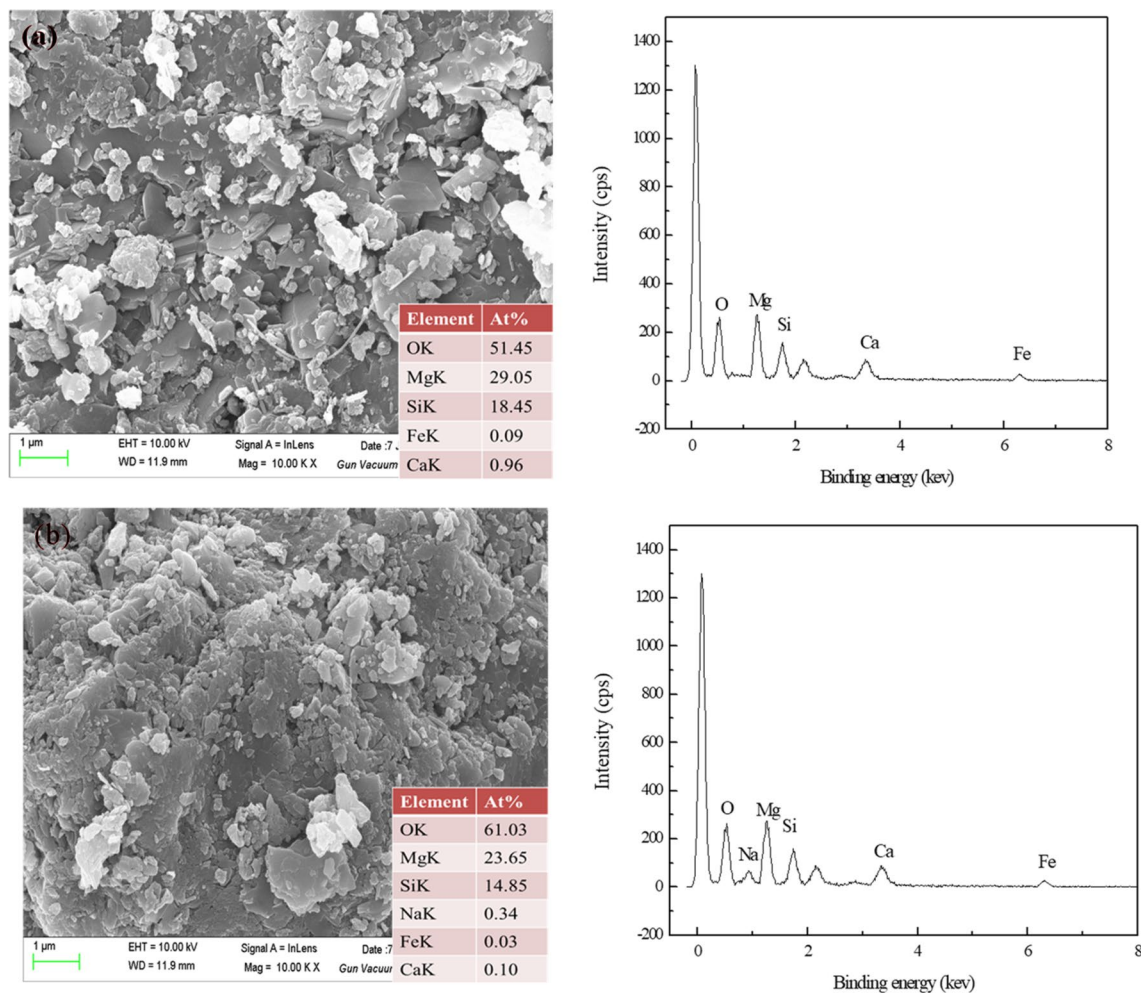 (a)
Element At%
OK 51.45
MgK 29.05
SiK 18.45
FeK 0.09
CaK 0.96
1 µm EHT = 10.00 kV Signal A = InLens Date :7
WD = 11.9 mm Mag = 10.00 K X Gun Vacuum
1400
1200
1000
800
600
400
200
0
-200
Intensity (cps)
O Mg Si Ca Fe
0 2 4 6 8
Binding energy (kev)
(b)
Element At%
OK 61.03
MgK 23.65
SiK 14.85
NaK 0.34
FeK 0.03
CaK 0.10
1 µm EHT = 10.00 kV Signal A = InLens Date :7
WD = 11.9 mm Mag = 10.00 K X Gun Vacuum
1400
1200
1000
800
600
400
200
0
-200
Intensity (cps)
O Na Mg Si Ca Fe
0 2 4 6 8
Binding energy (kev)